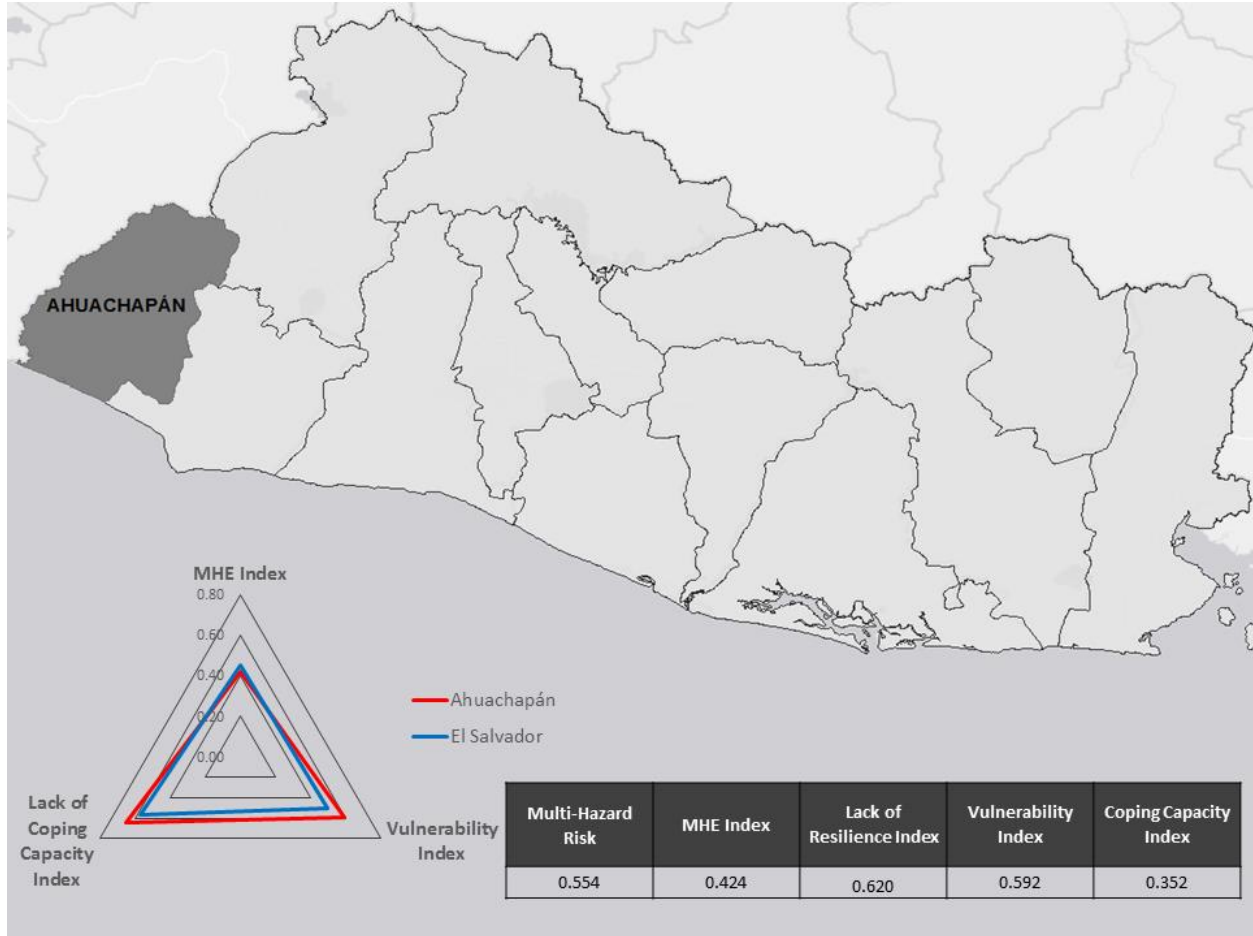 AHUACHAPÁN
MHE Index
0.80
0.60
0.40
0.20
0.00
Lack of
Coping
Capacity
Index
Vulnerability
Index
Ahuachapán
El Salvador
Multi-Hazard
Risk
MHE Index
Lack of
Resilience Index
Vulnerability
Index
Coping Capacity
Index
0.554
0.424
0.620
0.592
0.352